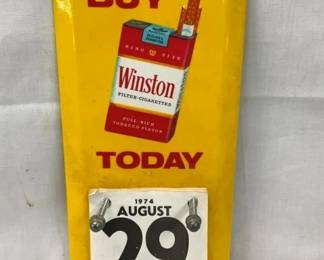 BUY
KING SIZE
Winston
FILTER-CIGARETTES
FULL RICH
TOBACCO FLAVOR
TODAY
1974
AUGUST
29